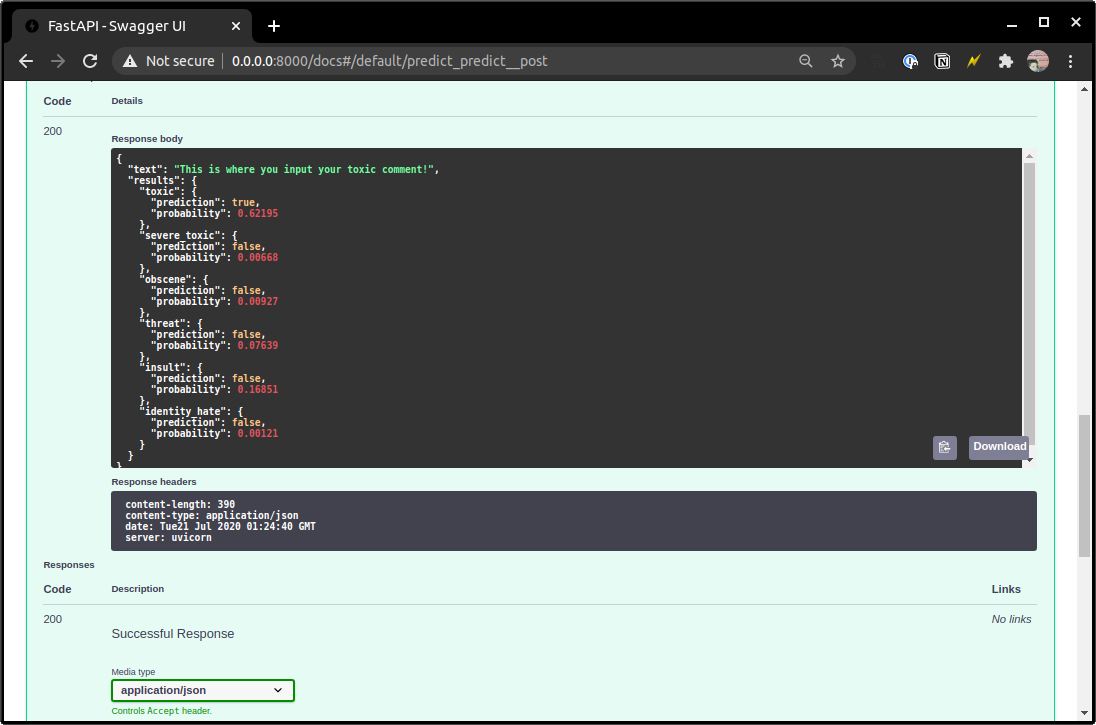 FastAPI - Swagger UI
Not secure | 0.0.0.0:8000/docs#/default/predict_predict__post
Code Details
200
Response body
{
"text": "This is where you input your toxic comment!",
"results": {
"toxic": {
"prediction": true,
"probability": 0.62195
},
"severe_toxic": {
"prediction": false,
"probability": 0.00668
},
"obscene": {
"prediction": false,
"probability": 0.00927
},
"threat": {
"prediction": false,
"probability": 0.07639
},
"insult": {
"prediction": false,
"probability": 0.16851
},
"identity_hate": {
"prediction": false,
"probability": 0.00121
}
}
}
Download
Response headers
content-length: 390
content-type: application/json
date: Tue21 Jul 2020 01:24:40 GMT
server: uvicorn
Responses
Code Description Links
200 No links
Successful Response
Media type
application/json
Controls Accept header.